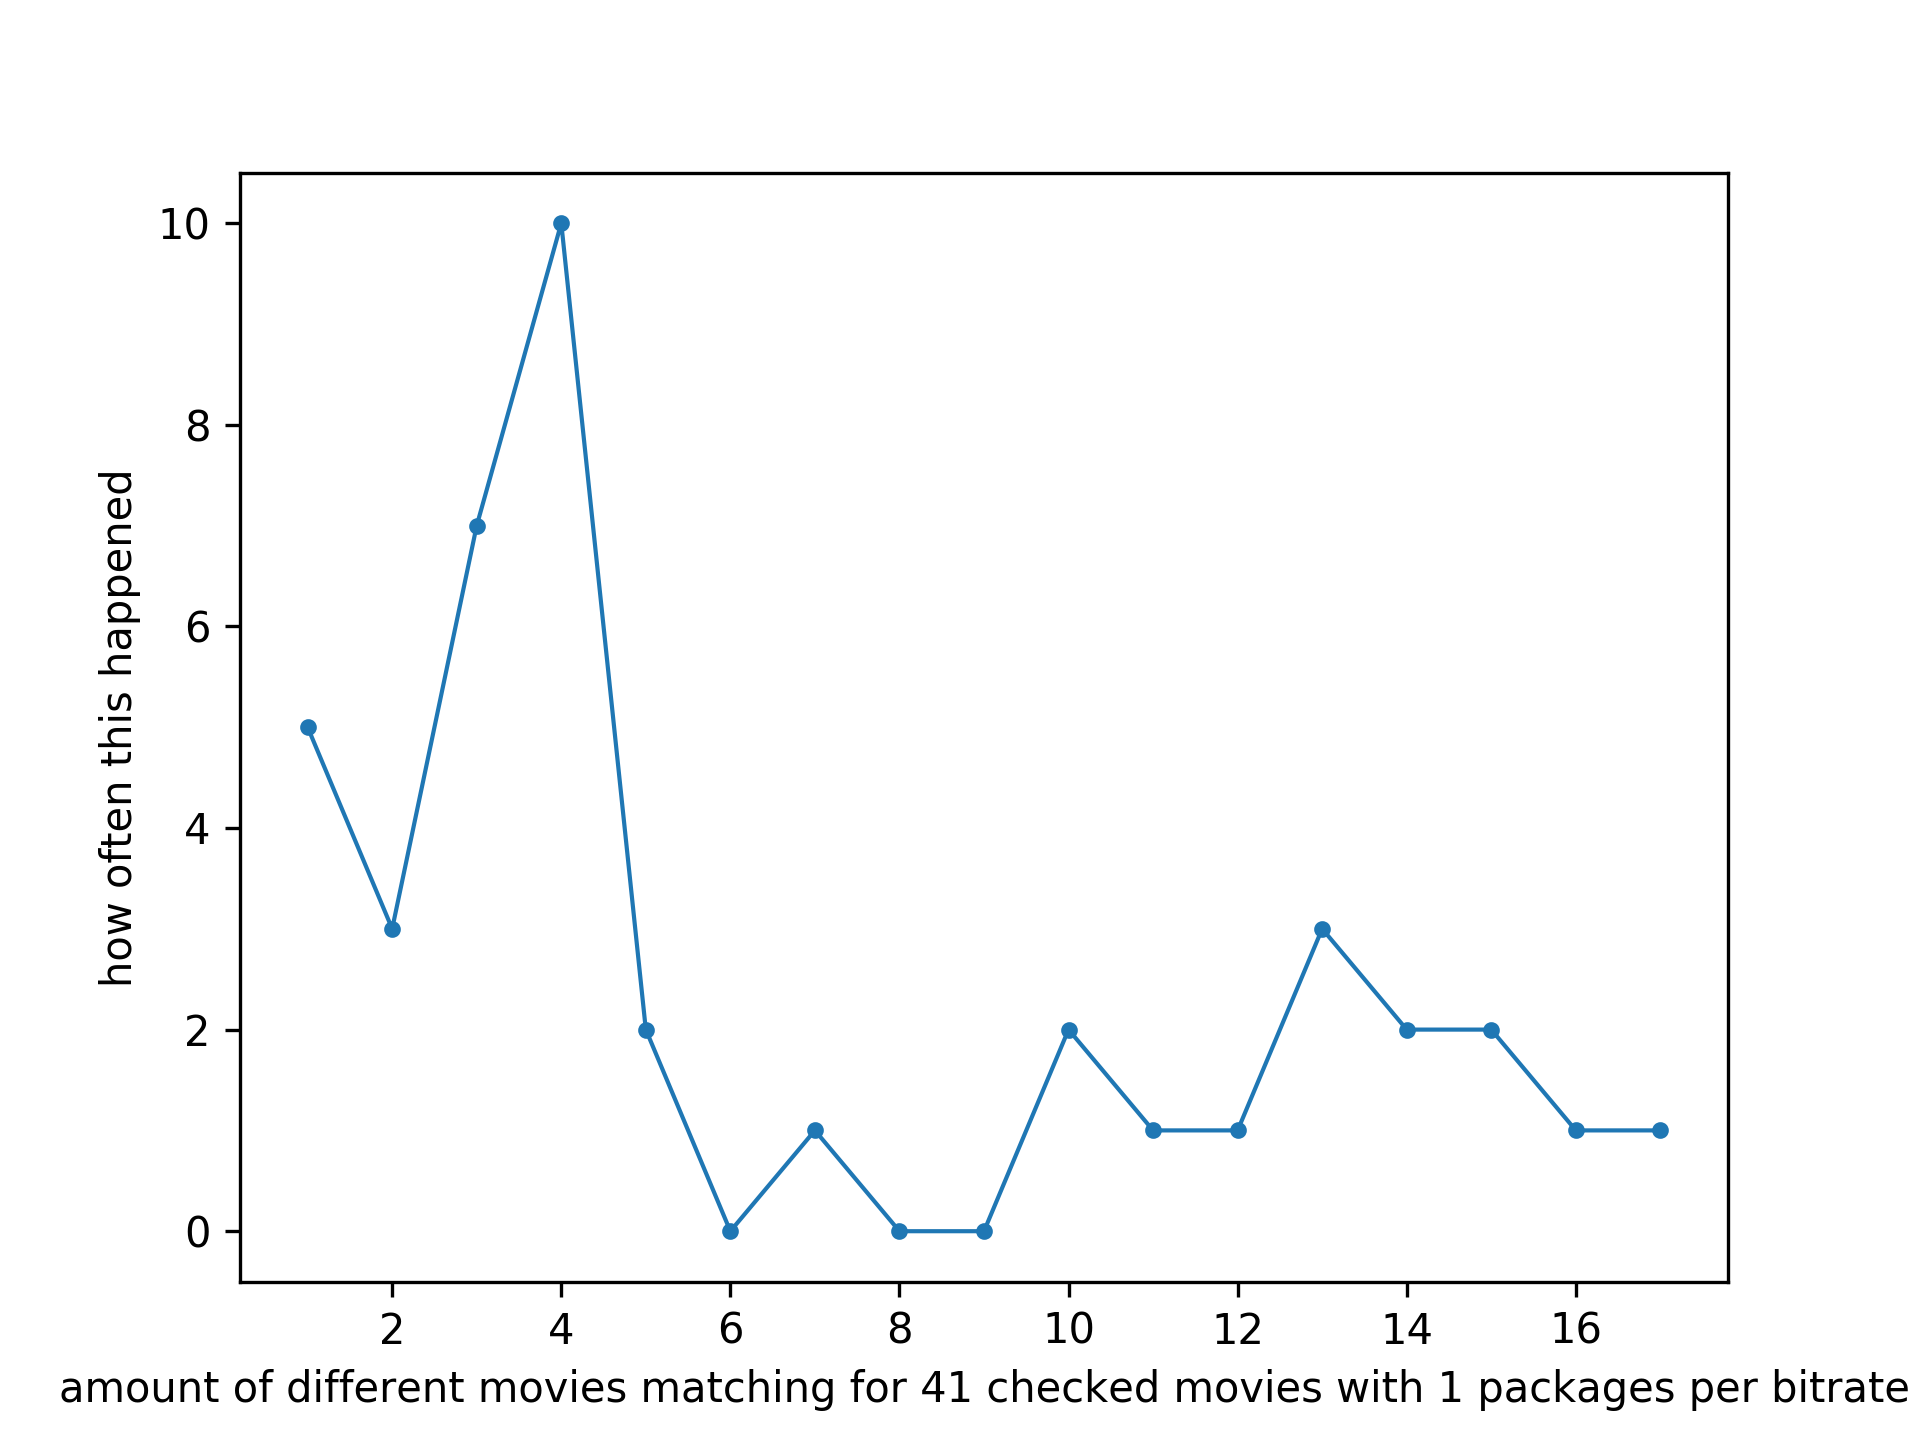 10
8
6
4
2
0
how often this happened
2 4 6 8 10 12 14 16
amount of different movies matching for 41 checked movies with 1 packages per bitrate